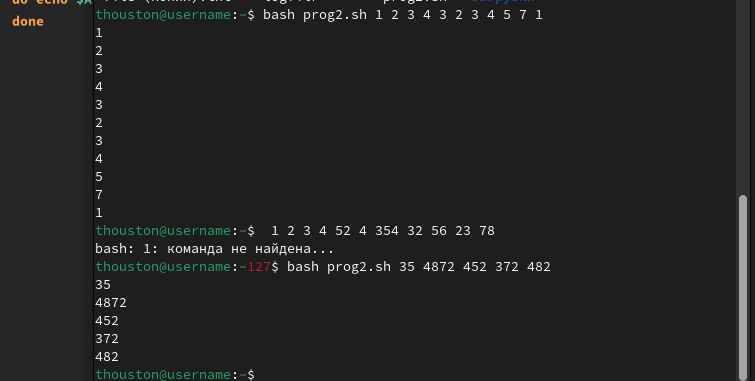 do echo $A
done
thouston@username:~$ bash prog2.sh 1 2 3 4 3 2 3 4 5 7 1
1
2
3
4
3
2
3
4
5
7
1
thouston@username:~$  1 2 3 4 52 4 354 32 56 23 78
bash: 1: команда не найдена...
thouston@username:~127$ bash prog2.sh 35 4872 452 372 482
35
4872
452
372
482
thouston@username:~$